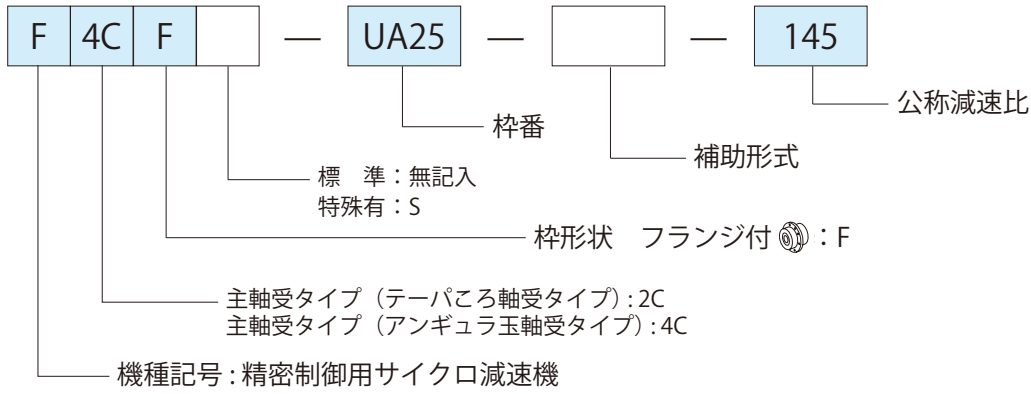 F 4C F — UA25 — — 145
公称減速比
枠番
補助形式
標　準：無記入
特殊有：S
枠形状　フランジ付：F
主軸受タイプ（テーパころ軸受タイプ）: 2C
主軸受タイプ（アンギュラ玉軸受タイプ）: 4C
機種記号 : 精密制御用サイクロ減速機